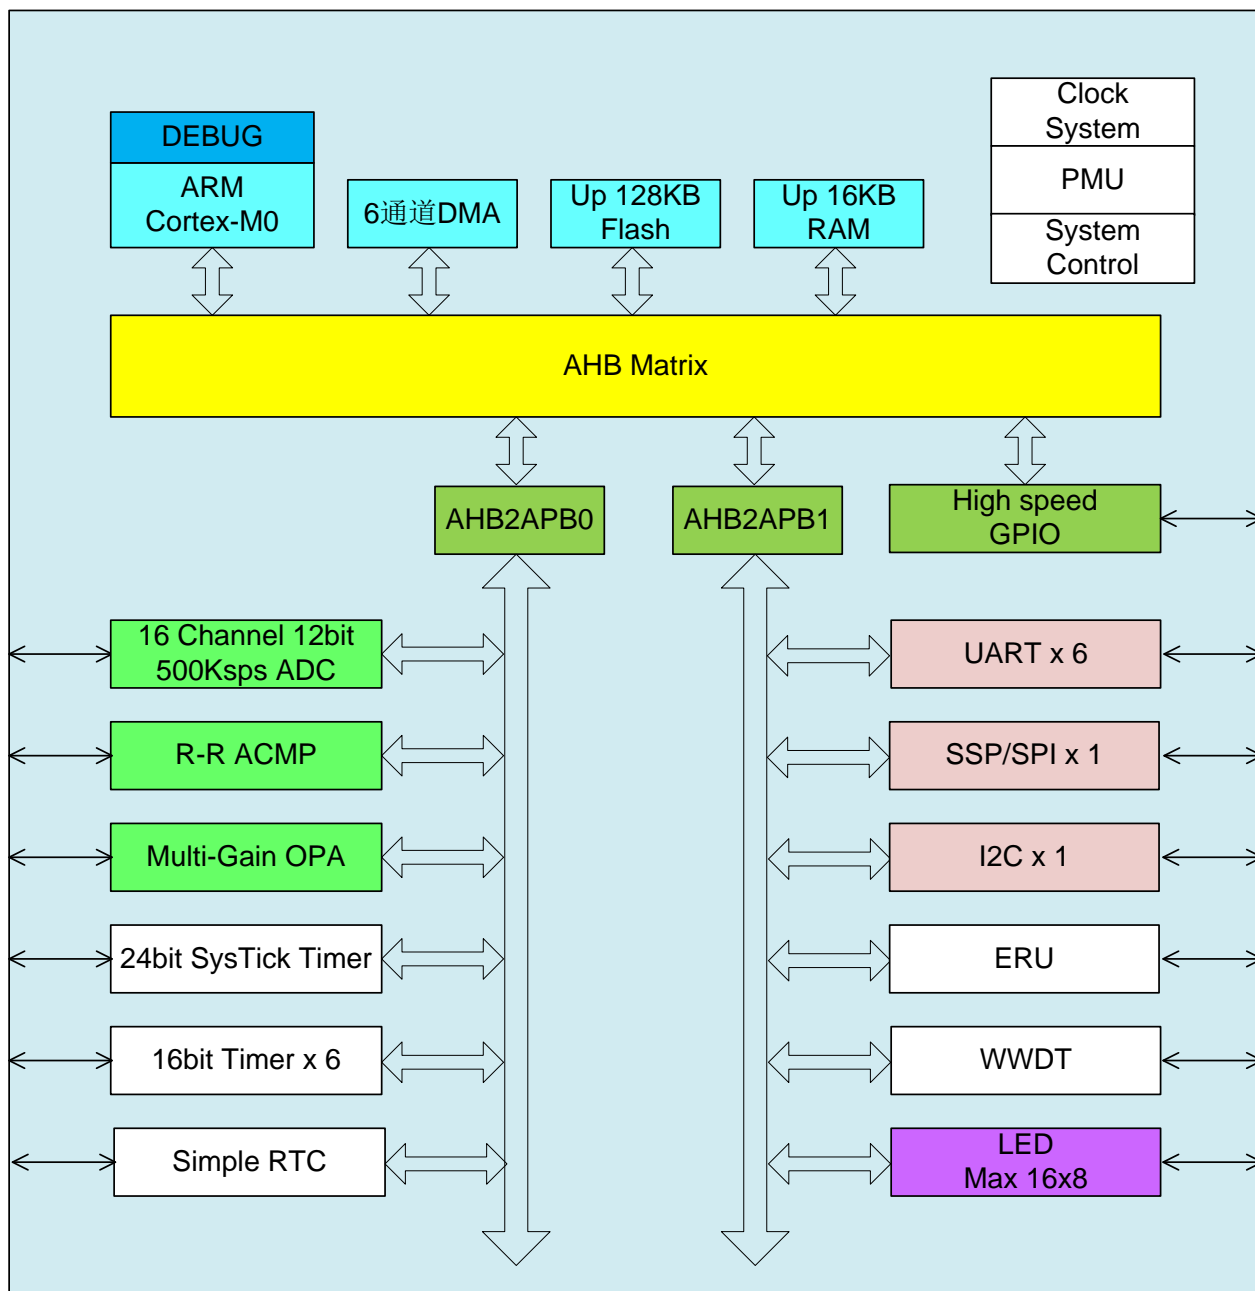 Clock
System
DEBUG
ARM
Cortex-M0
6通道DMA
Up 128KB
Flash
Up 16KB
RAM
PMU
System
Control
AHB Matrix
AHB2APB0
AHB2APB1
High speed
GPIO
16 Channel 12bit
500Ksps ADC
UART x 6
R-R ACMP
SSP/SPI x 1
Multi-Gain OPA
I2C x 1
24bit SysTick Timer
ERU
16bit Timer x 6
WWDT
Simple RTC
LED
Max 16x8